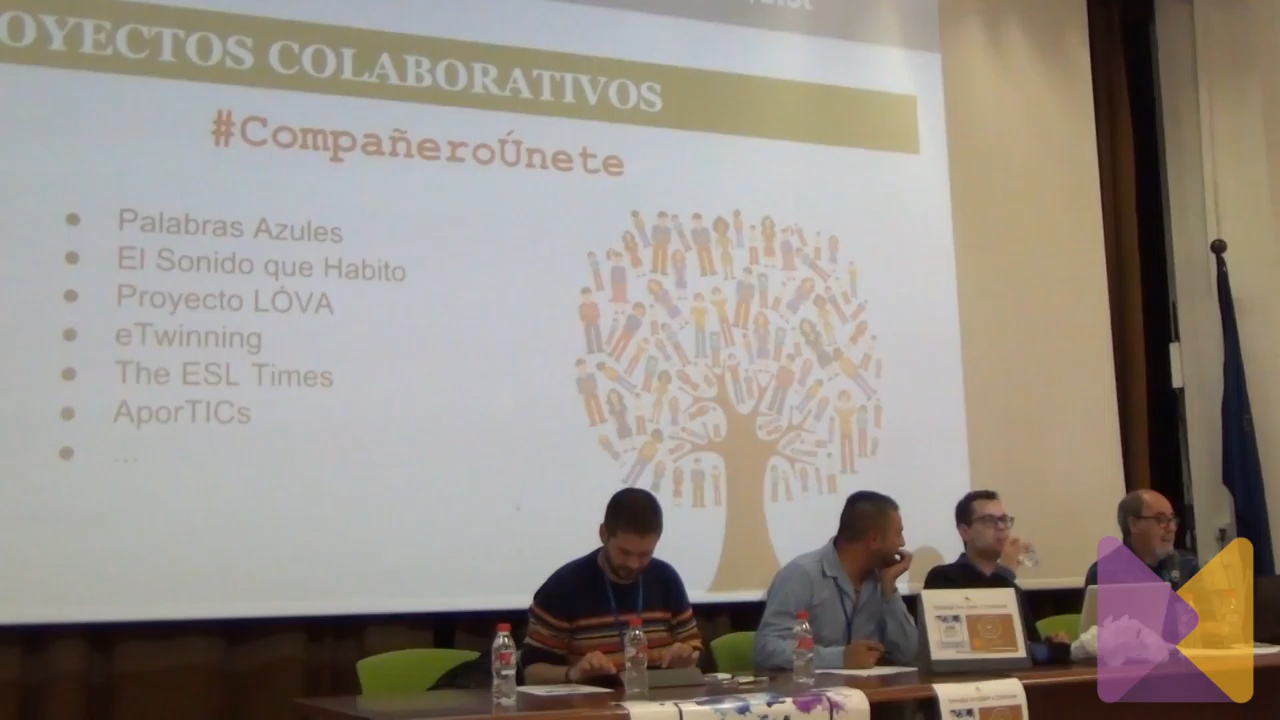 OYECTOS COLABORATIVOS
#CompañeroÚnete
Palabras Azules
El Sonido que Habito
Proyecto LÓVA
eTwinning
The ESL Times
AporTICs
...